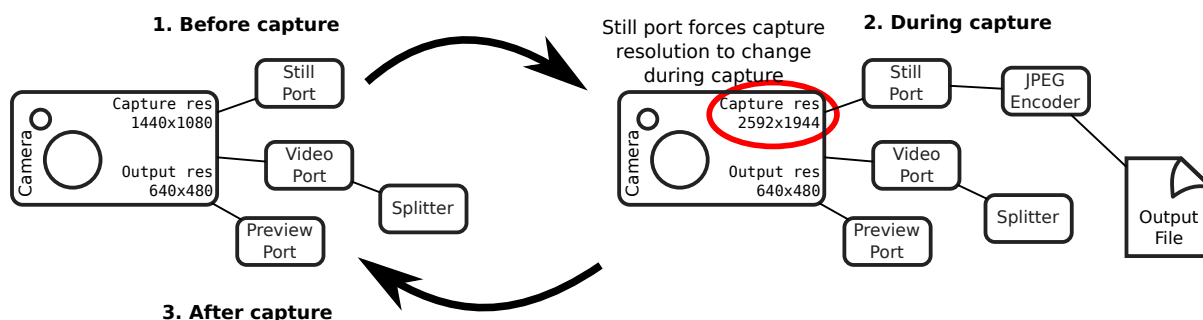 1. Before capture
Still
Port
Capture res
1440x1080
Camera
Video
Port
Output res
640x480
Splitter
Preview
Port
Still port forces capture
resolution to change
during capture
2. During capture
Still
Port
JPEG
Encoder
Capture res
2592x1944
Camera
Video
Port
Output res
640x480
Splitter
Output
File
Preview
Port
3. After capture